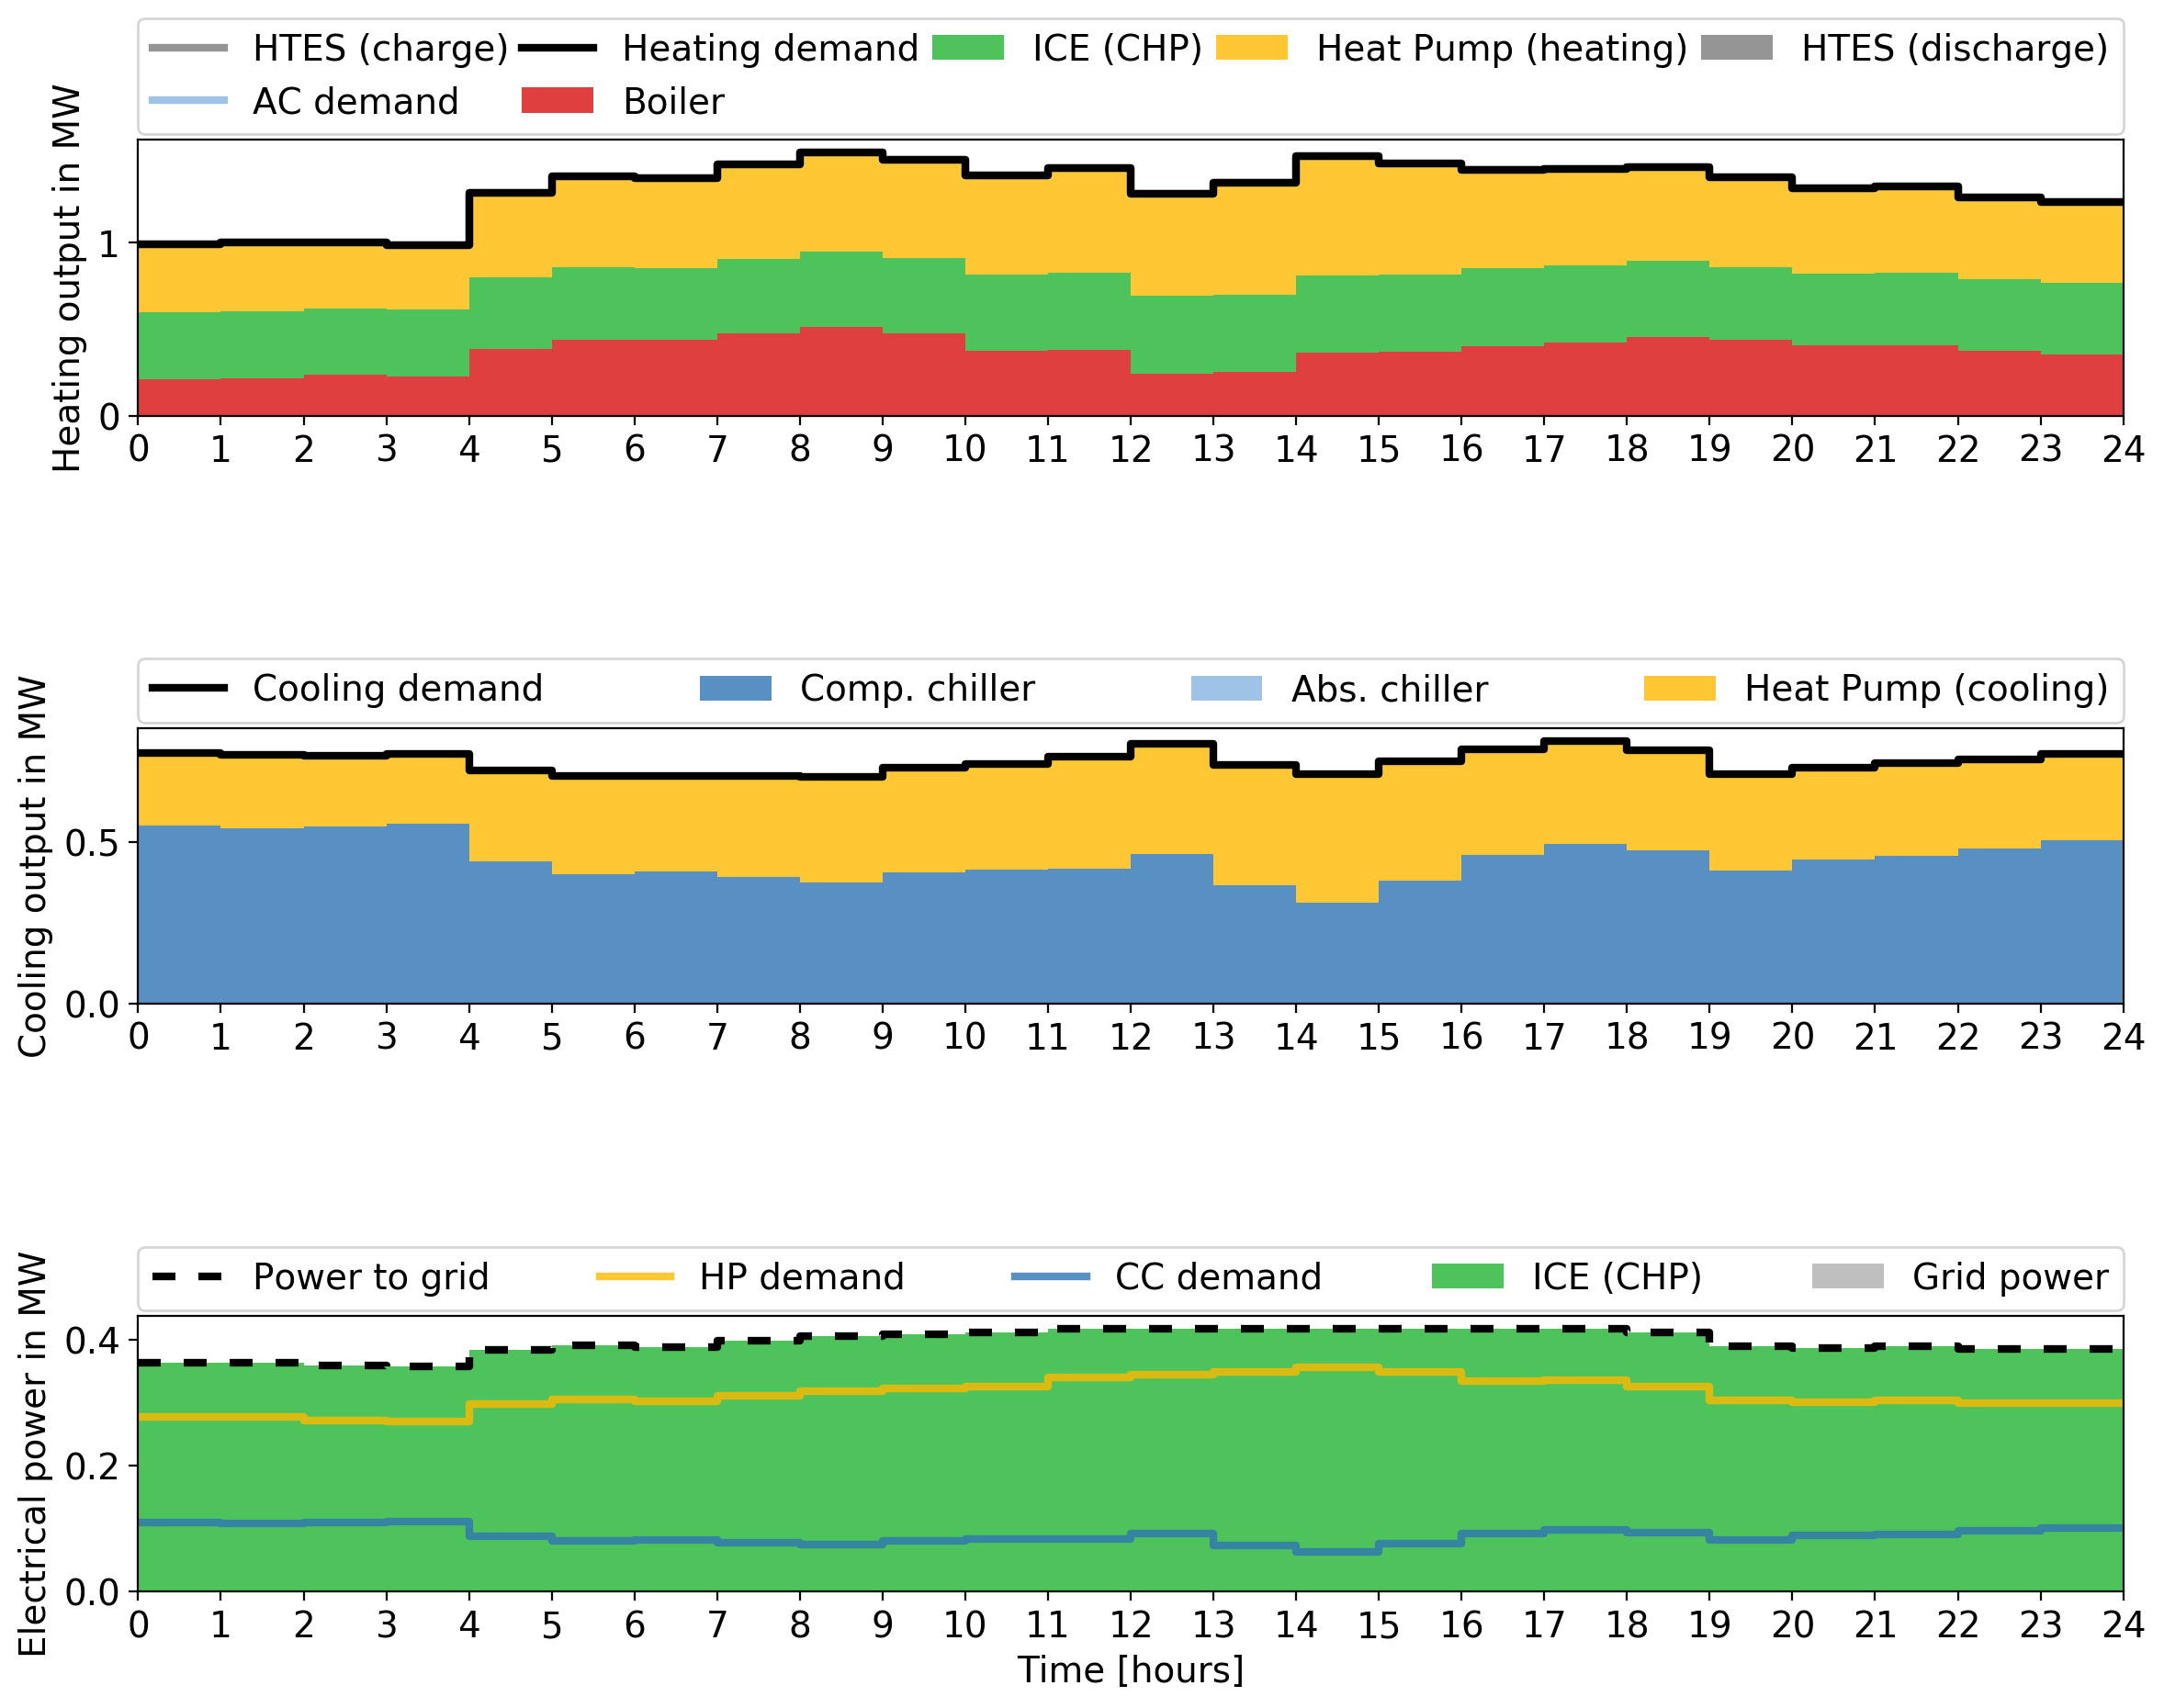 HTES (charge) Heating demand ICE (CHP) Heat Pump (heating) HTES (discharge)
AC demand Boiler
Heating output in MW
1
0
0 1 2 3 4 5 6 7 8 9 10 11 12 13 14 15 16 17 18 19 20 21 22 23 24
Cooling demand Comp. chiller Abs. chiller Heat Pump (cooling)
Cooling output in MW
0.5
0.0
0 1 2 3 4 5 6 7 8 9 10 11 12 13 14 15 16 17 18 19 20 21 22 23 24
Power to grid HP demand CC demand ICE (CHP) Grid power
Electrical power in MW
0.4
0.2
0.0
0 1 2 3 4 5 6 7 8 9 10 11 12 13 14 15 16 17 18 19 20 21 22 23 24
Time [hours]